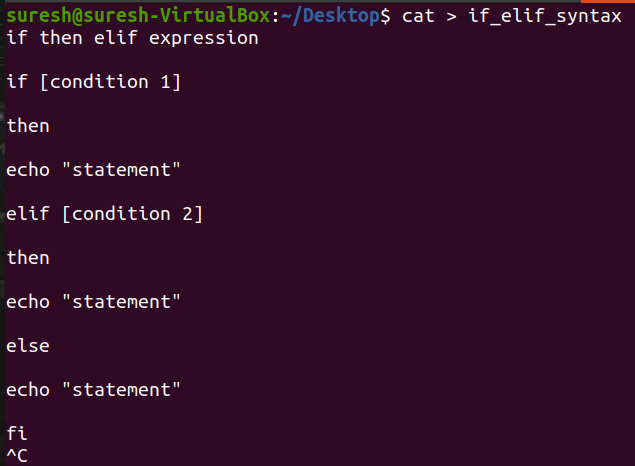 suresh@suresh-VirtualBox:~/Desktop$ cat > if_elif_syntax
if then elif expression
if [condition 1]
then
echo "statement"
elif [condition 2]
then
echo "statement"
else
echo "statement"
fi
^C